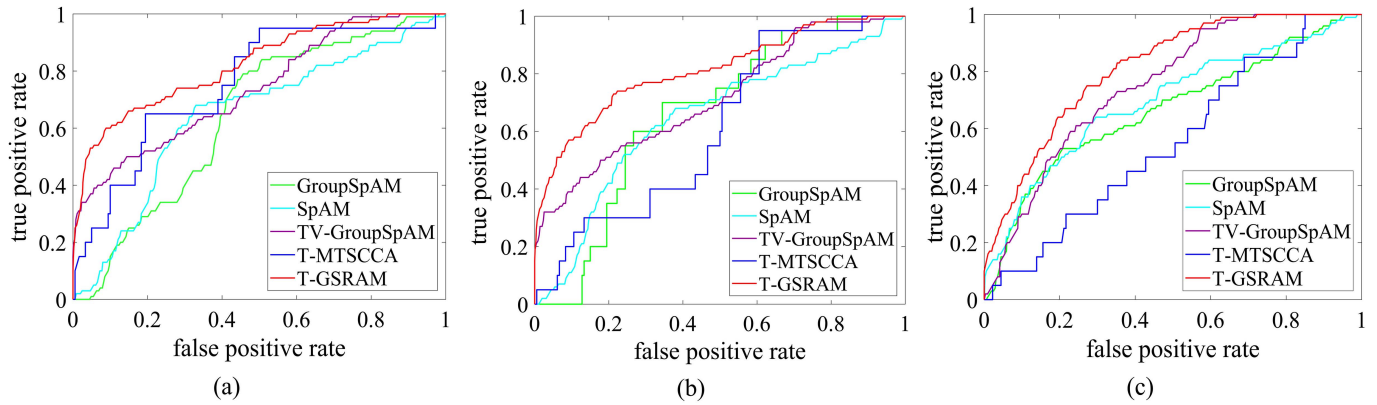 true positive rate
1
0.8
0.6
0.4
0.2
0
0 0.2 0.4 0.6 0.8 1
false positive rate
GroupSpAM
SpAM
TV-GroupSpAM
T-MTSCCA
T-GSRAM
(a)
true positive rate
1
0.8
0.6
0.4
0.2
0
0 0.2 0.4 0.6 0.8 1
false positive rate
GroupSpAM
SpAM
TV-GroupSpAM
T-MTSCCA
T-GSRAM
(b)
true positive rate
1
0.8
0.6
0.4
0.2
0
0 0.2 0.4 0.6 0.8 1
false positive rate
GroupSpAM
SpAM
TV-GroupSpAM
T-MTSCCA
T-GSRAM
(c)